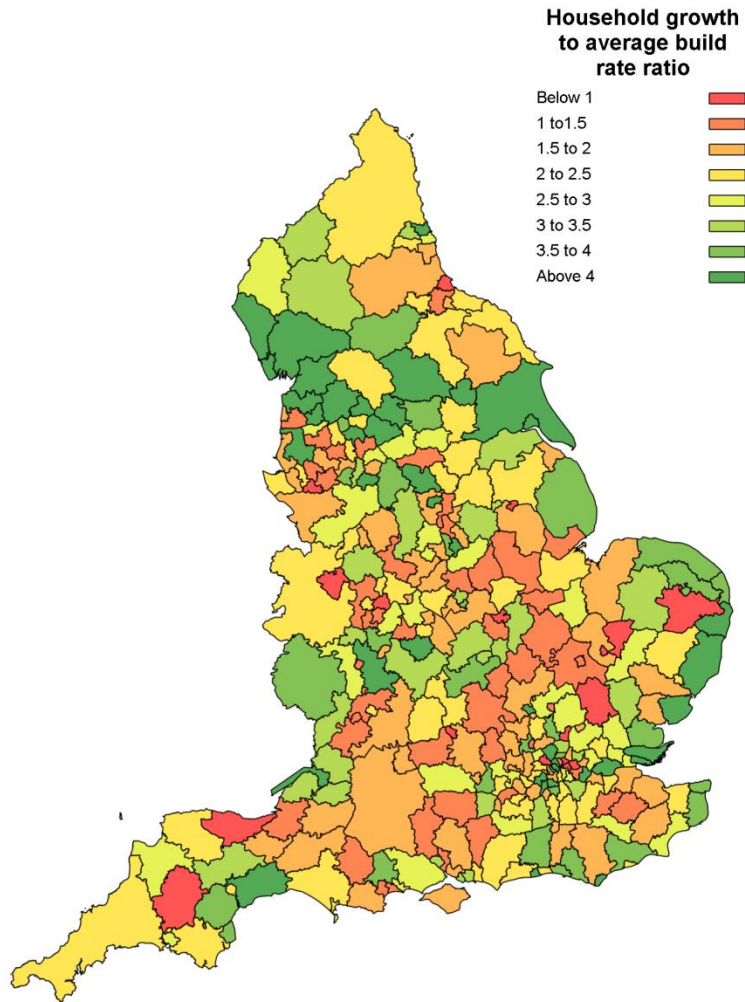 Household growth
to average build
rate ratio
Below 1
1 to1.5
1.5 to 2
2 to 2.5
2.5 to 3
3 to 3.5
3.5 to 4
Above 4